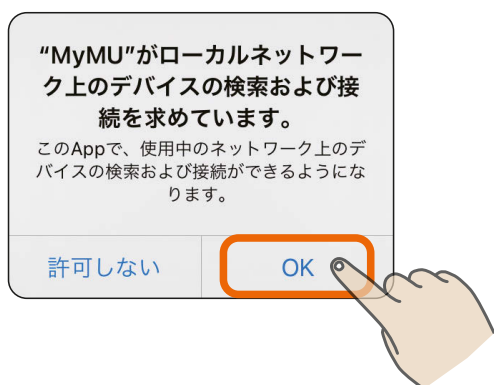 “MyMU”がローカルネットワー
ク上のデバイスの検索および接
続を求めています。
このAppで、使用中のネットワーク上のデ
バイスの検索および接続ができるようにな
ります。
許可しない
OK